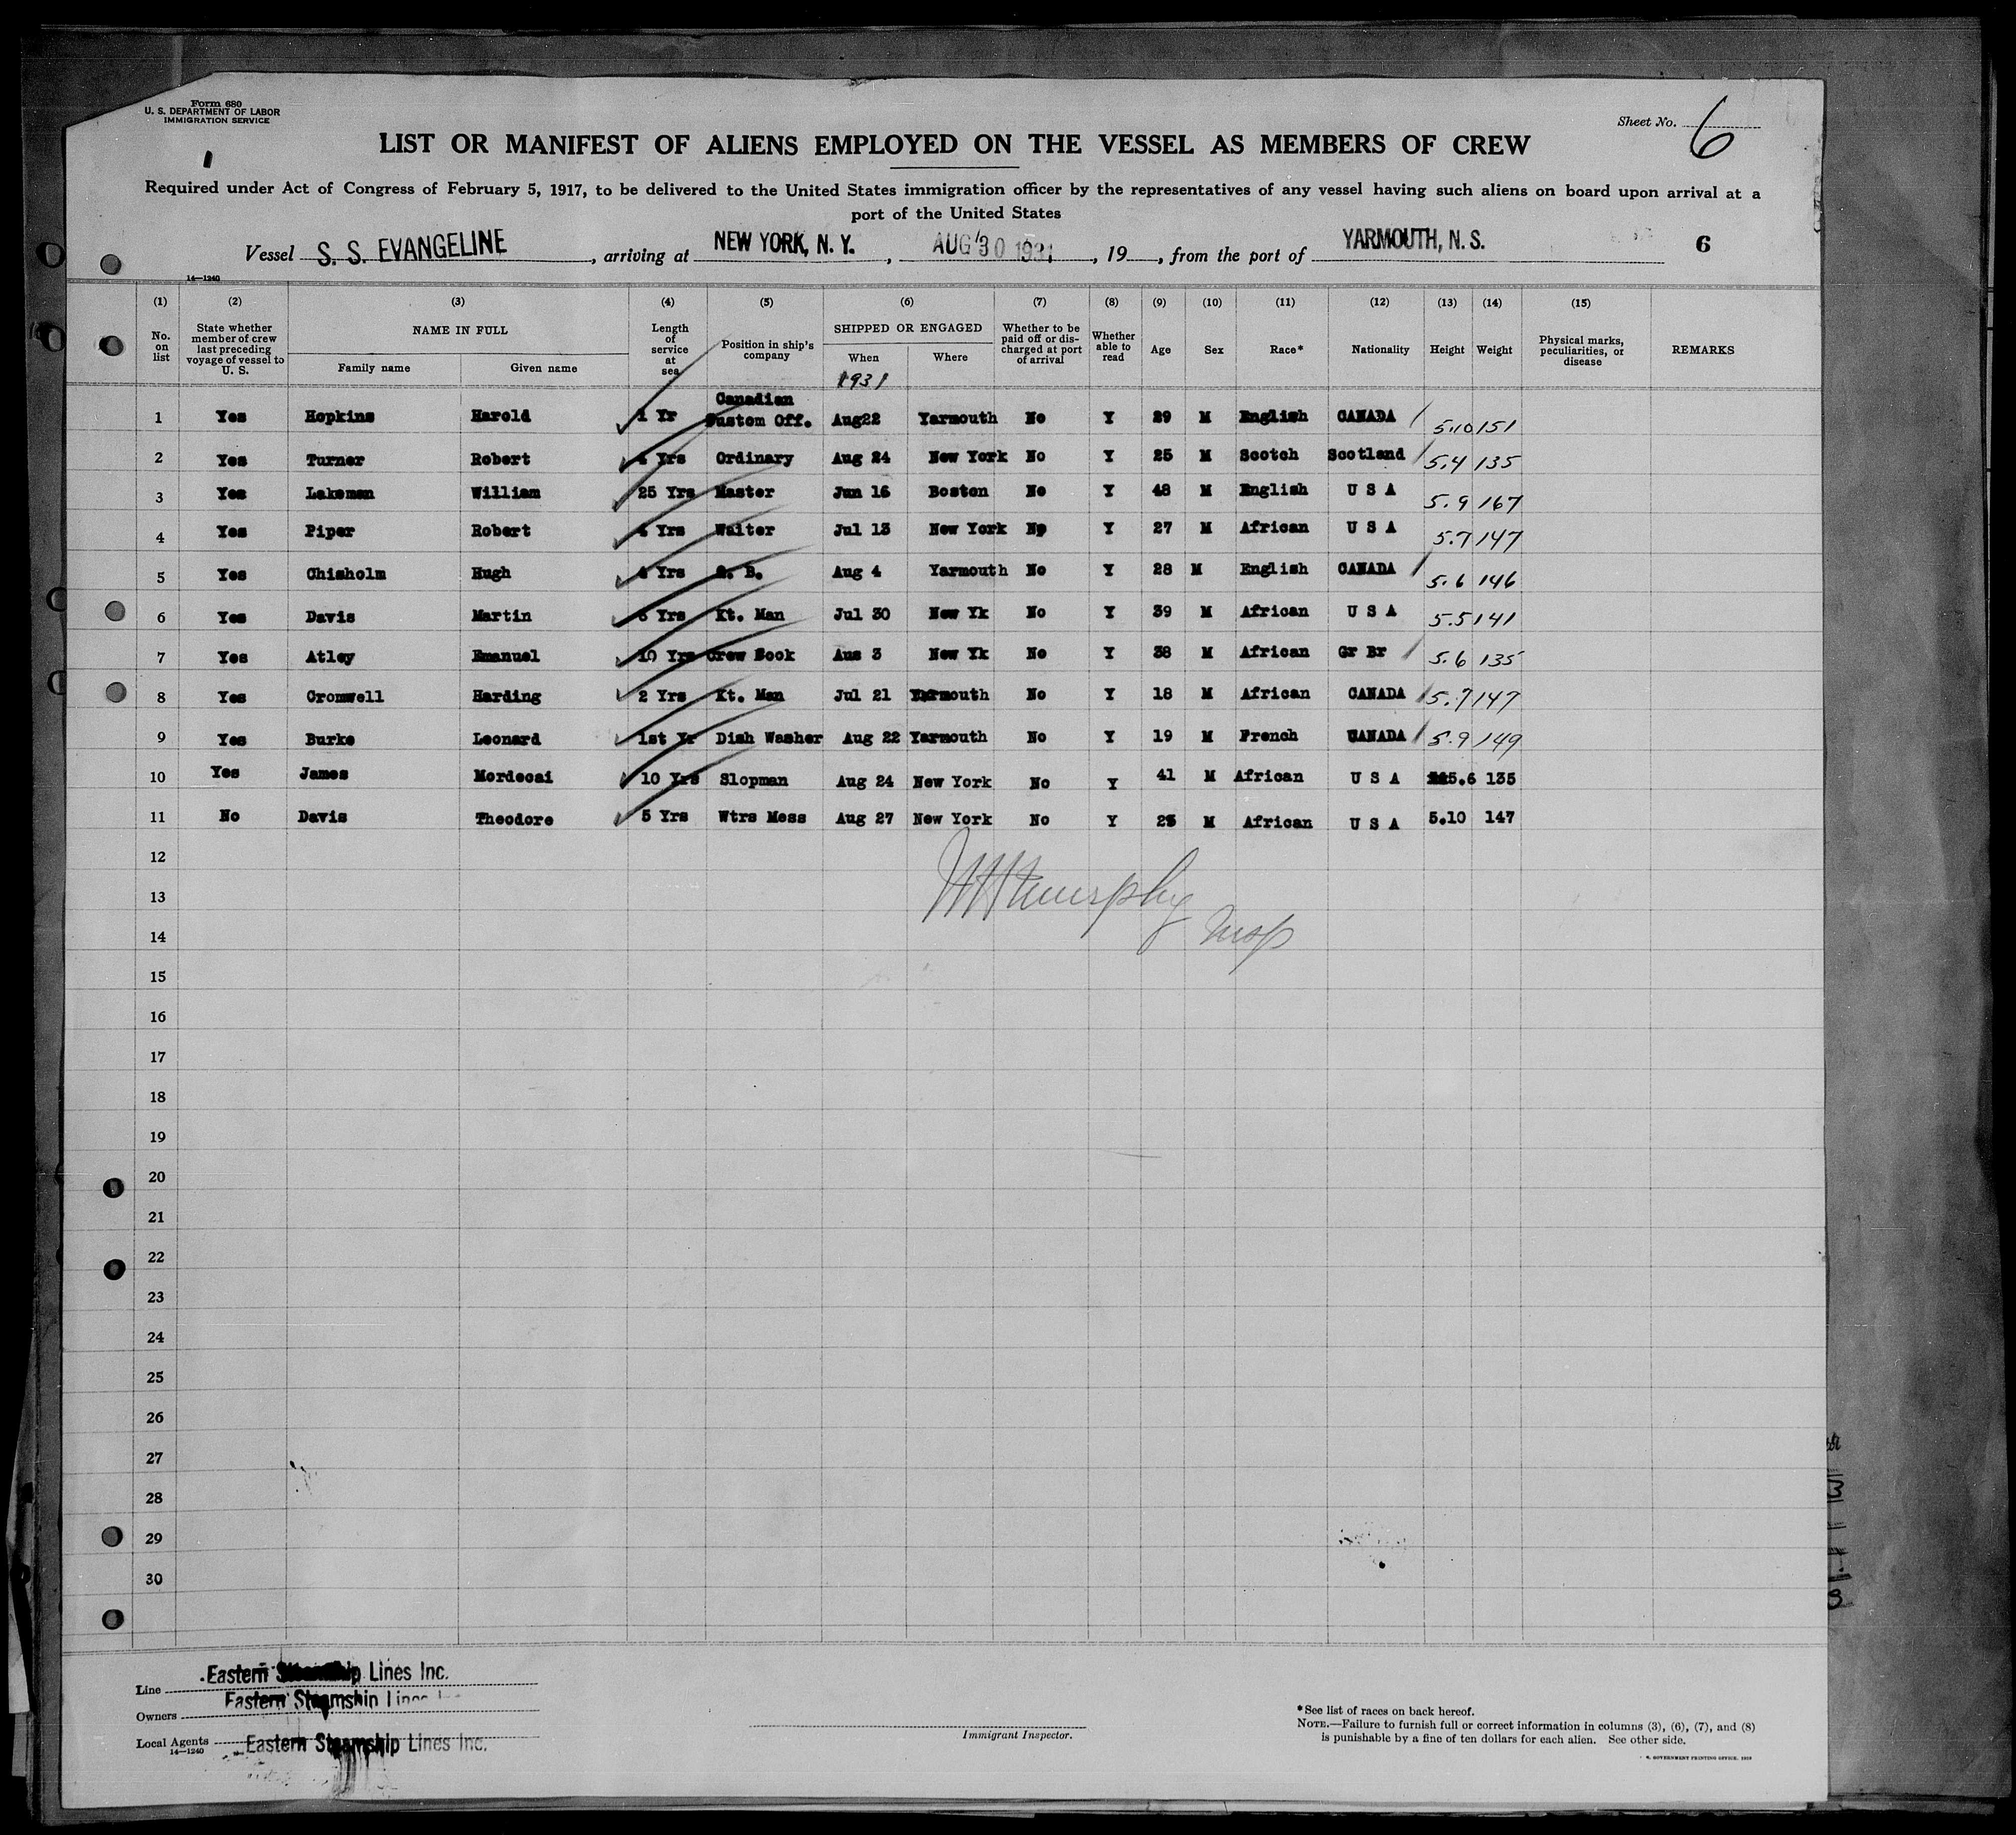 Form 680
U. S. DEPARTMENT OF LABOR
IMMIGRATION SERVICE
Sheet No. 6
LIST OR MANIFEST OF ALIENS EMPLOYED ON THE VESSEL AS MEMBERS OF CREW
Required under Act of Congress of February 5, 1917, to be delivered to the United States immigration officer by the representatives of any vessel having such aliens on board upon arrival at a
port of the United States
Vessel S. S. EVANGELINE, arriving at NEW YORK, N. Y., AUG 30 1931, 19, from the port of YARMOUTH, N. S. 6
14—1240
(1) (2) (3) (4) (5) (6) (7) (8) (9) (10) (11) (12) (13) (14) (15)
No. on list
State whether member of crew last preceding voyage of vessel to U. S.
NAME IN FULL
Family name Given name
Length of service at sea
Position in ship's company
SHIPPED OR ENGAGED
When Where
Whether to be paid off or discharged at port of arrival
Whether able to read
Age Sex Race* Nationality Height Weight
Physical marks, peculiarities, or disease
REMARKS
1931
1 Yes Hopkins Harold 1 Yr Canadian Custom Off. Aug22 Yarmouth No Y 29 M English CANADA 5.10 151
2 Yes Turner Robert Yrs Ordinary Aug 24 New York No Y 25 M Scotch Scotland 5.4 135
3 Yes Lakeman William 25 Yrs Master Jun 16 Boston No Y 48 M English U S A 5.9 167
4 Yes Piper Robert Yrs Waiter Jul 13 New York No Y 27 M African U S A 5.7 147
5 Yes Chisholm Hugh Yrs B. Aug 4 Yarmouth No Y 28 M English CANADA 5.6 146
6 Yes Davis Martin Yrs Kt. Man Jul 30 New Yk No Y 39 M African U S A 5.5 141
7 Yes Atley Emanuel 10 Yrs Crew Book Aus 3 New Yk No Y 38 M African Gr Br 5.6 135
8 Yes Cromwell Harding 2 Yrs Kt. Man Jul 21 Yarmouth No Y 18 M African CANADA 5.7 147
9 Yes Burke Leonard 1st Yr Dish Washer Aug 22 Yarmouth No Y 19 M French CANADA 5.9 149
10 Yes James Mordecai 10 Yrs Slopman Aug 24 New York No Y 41 M African U S A 5.6 135
11 No Davis Theodore 5 Yrs Wtrs Mess Aug 27 New York No Y 25 M African U S A 5.10 147
12
13 Murphy
14 Insp
15
16
17
18
19
20
21
22
23
24
25
26
27
28
29
30
Line Eastern Steamship Lines Inc.
Owners Eastern Steamship Lines
Local Agents Eastern Steamship Lines Inc.
14—1240
Immigrant Inspector.
*See list of races on back hereof.
NOTE.—Failure to furnish full or correct information in columns (3), (6), (7), and (8)
is punishable by a fine of ten dollars for each alien. See other side.
GOVERNMENT PRINTING OFFICE